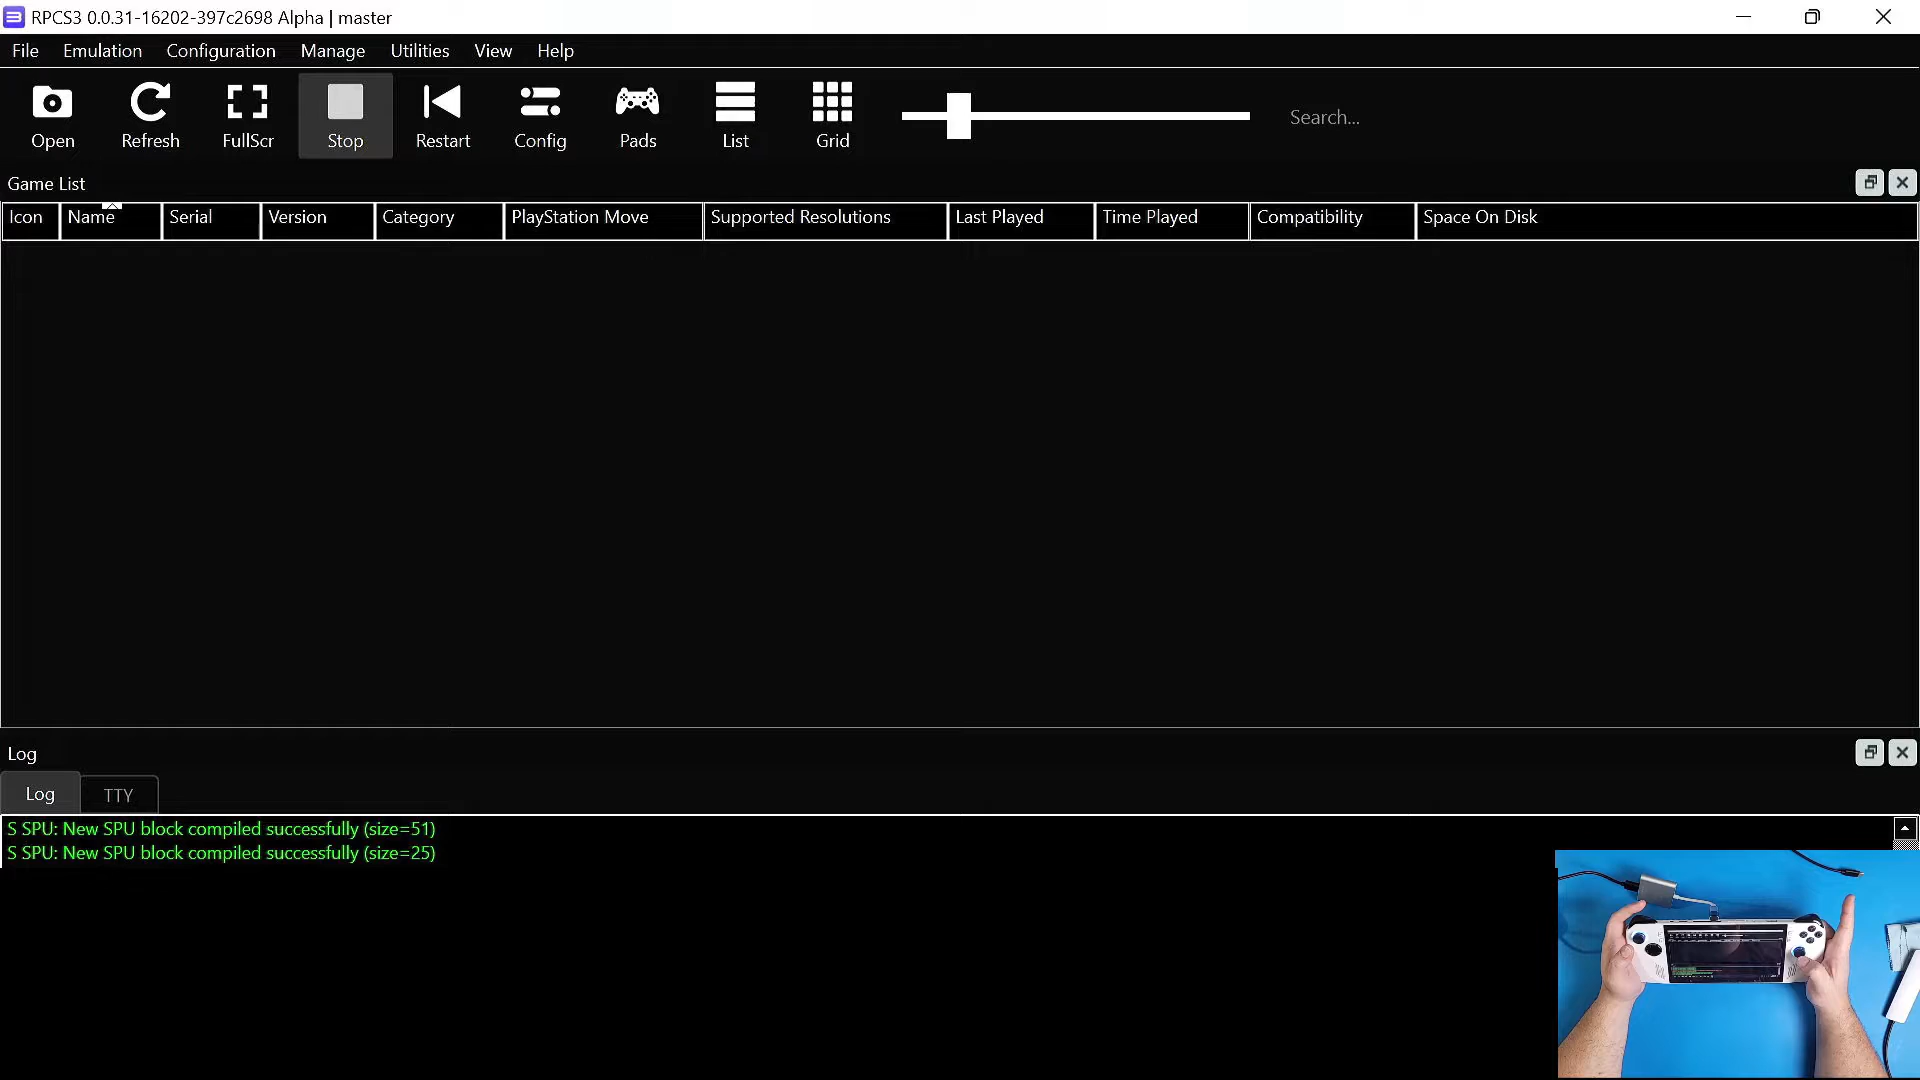 RPCS3 0.0.31-16202-397c2698 Alpha | master
File Emulation Configuration Manage Utilities View Help
Open Refresh FullScr Stop Restart Config Pads List Grid Search...
Game List
Icon Name Serial Version Category PlayStation Move Supported Resolutions Last Played Time Played Compatibility Space On Disk
Log
Log TTY
S SPU: New SPU block compiled successfully (size=51)
S SPU: New SPU block compiled successfully (size=25)